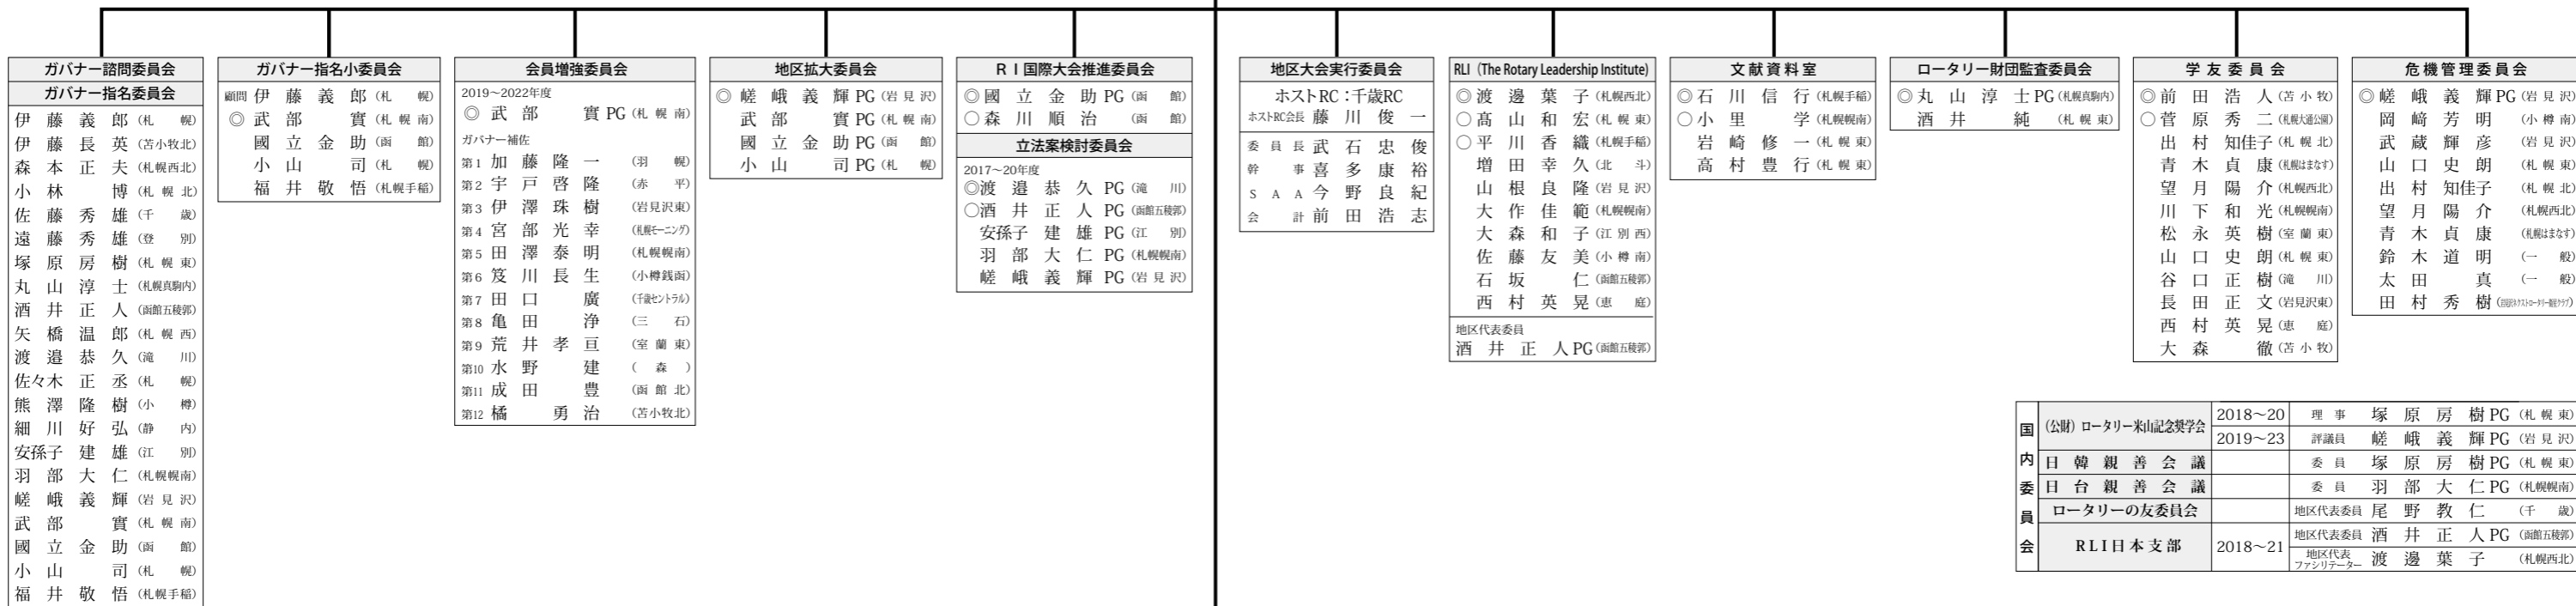 ガバナー諮問委員会
ガバナー指名委員会
伊藤義郎（札幌）
伊藤長英（苫小牧北）
森本正夫（札幌西北）
小林博（札幌北）
佐藤秀雄（千歳）
遠藤秀雄（登別）
塚原房樹（札幌東）
丸山淳士（札幌真駒内）
酒井正人（函館五稜郭）
矢橋温郎（札幌西）
渡邉恭久（滝川）
佐々木正丞（札幌）
熊澤隆樹（小樽）
細川好弘（静内）
安孫子建雄（江別）
羽部大仁（札幌幌南）
嵯峨義輝（岩見沢）
武部實（札幌南）
國立金助（函館）
小山司（札幌）
福井敬悟（札幌手稲）
ガバナー指名小委員会
顧問 伊藤義郎（札幌）
◎武部實（札幌南）
國立金助（函館）
小山司（札幌）
福井敬悟（札幌手稲）
会員増強委員会
2019～2022年度
◎武部實PG（札幌南）
ガバナー補佐
第1 加藤隆一（羽幌）
第2 宇戸啓隆（赤平）
第3 伊澤珠樹（岩見沢東）
第4 宮部光幸（札幌モーニング）
第5 田澤泰明（札幌幌南）
第6 笈川長生（小樽銭函）
第7 田口廣（千歳セントラル）
第8 亀田浄（三石）
第9 荒井孝亘（室蘭東）
第10 水野建（森）
第11 成田豊（函館北）
第12 橘勇治（苫小牧北）
地区拡大委員会
◎嵯峨義輝PG（岩見沢）
武部實PG（札幌南）
國立金助PG（函館）
小山司PG（札幌）
RI国際大会推進委員会
◎國立金助PG（函館）
○森川順治（函館）
立法案検討委員会
2017～20年度
◎渡邉恭久PG（滝川）
○酒井正人PG（函館五稜郭）
安孫子建雄PG（江別）
羽部大仁PG（札幌幌南）
嵯峨義輝PG（岩見沢）
地区大会実行委員会
ホストRC：千歳RC
ホストRC会長 藤川俊一
委員長 武石忠俊
幹事 喜多康裕
SAA 今野良紀
会計 前田浩志
RLI（The Rotary Leadership Institute）
◎渡邊葉子（札幌西北）
○髙山和宏（札幌東）
○平川香織（札幌手稲）
増田幸久（北斗）
山根良隆（岩見沢）
大作佳範（札幌幌南）
大森和子（江別西）
佐藤友美（小樽南）
石坂仁（函館五稜郭）
西村英晃（恵庭）
地区代表委員
酒井正人PG（函館五稜郭）
文献資料室
◎石川信行（札幌手稲）
○小里学（札幌幌南）
岩崎修一（札幌東）
高村豊行（札幌東）
ロータリー財団監査委員会
◎丸山淳士PG（札幌真駒内）
酒井純（札幌東）
学友委員会
◎前田浩人（苫小牧）
○菅原秀二（札幌大通公園）
出村知佳子（札幌北）
青木貞康（札幌はまなす）
望月陽介（札幌西北）
川下和光（札幌幌南）
松永英樹（室蘭東）
山口史朗（札幌東）
谷口正樹（滝川）
長田正文（岩見沢東）
西村英晃（恵庭）
大森徹（苫小牧）
危機管理委員会
◎嵯峨義輝PG（岩見沢）
岡﨑芳明（小樽南）
武蔵輝彦（岩見沢）
山口史朗（札幌東）
出村知佳子（札幌北）
望月陽介（札幌西北）
青木貞康（札幌はまなす）
鈴木道明（一般）
太田真（一般）
田村秀樹
国内委員会
（公財）ロータリー米山記念奨学会 2018～20 理事 塚原房樹PG（札幌東）
2019～23 評議員 嵯峨義輝PG（岩見沢）
日韓親善会議 委員 塚原房樹PG（札幌東）
日台親善会議 委員 羽部大仁PG（札幌幌南）
ロータリーの友委員会 地区代表委員 尾野教仁（千歳）
RLI日本支部 2018～21 地区代表委員 酒井正人PG（函館五稜郭）
地区代表ファシリテーター 渡邊葉子（札幌西北）